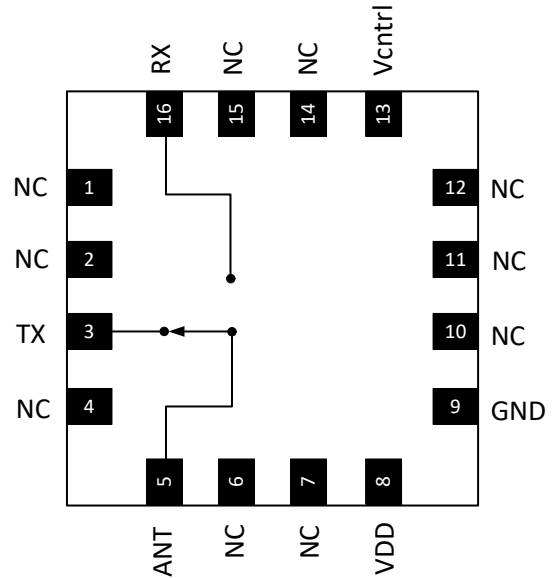 RX
NC
NC
Vcntrl
16
15
14
13
NC
1
12
NC
NC
2
11
NC
TX
3
10
NC
NC
4
9
GND
5
6
7
8
ANT
NC
NC
VDD